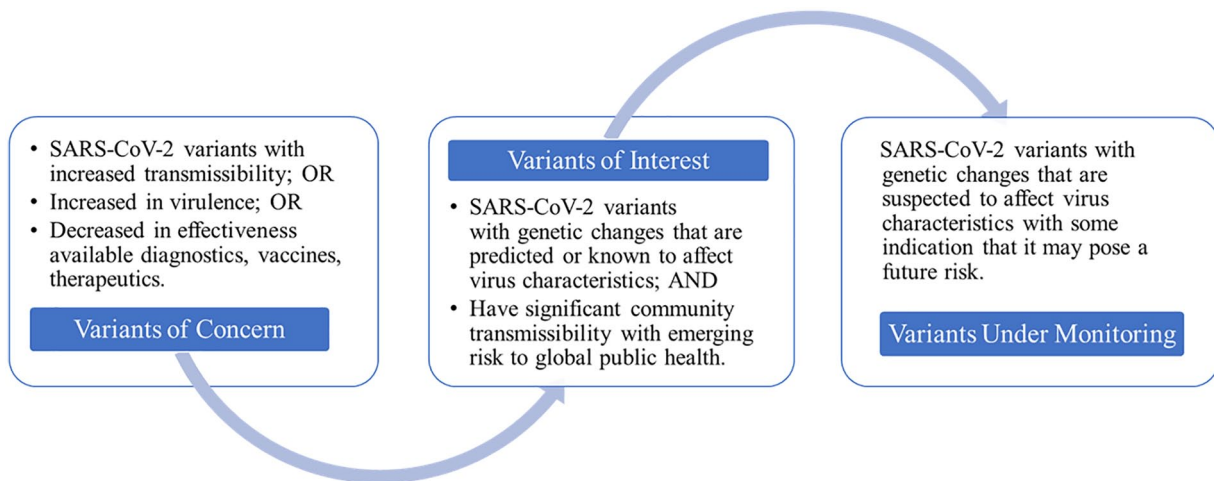 • SARS-CoV-2 variants with
increased transmissibility; OR
• Increased in virulence; OR
• Decreased in effectiveness
available diagnostics, vaccines,
therapeutics.
Variants of Concern
Variants of Interest
• SARS-CoV-2 variants
with genetic changes that are
predicted or known to affect
virus characteristics; AND
• Have significant community
transmissibility with emerging
risk to global public health.
SARS-CoV-2 variants with
genetic changes that are
suspected to affect virus
characteristics with some
indication that it may pose a
future risk.
Variants Under Monitoring